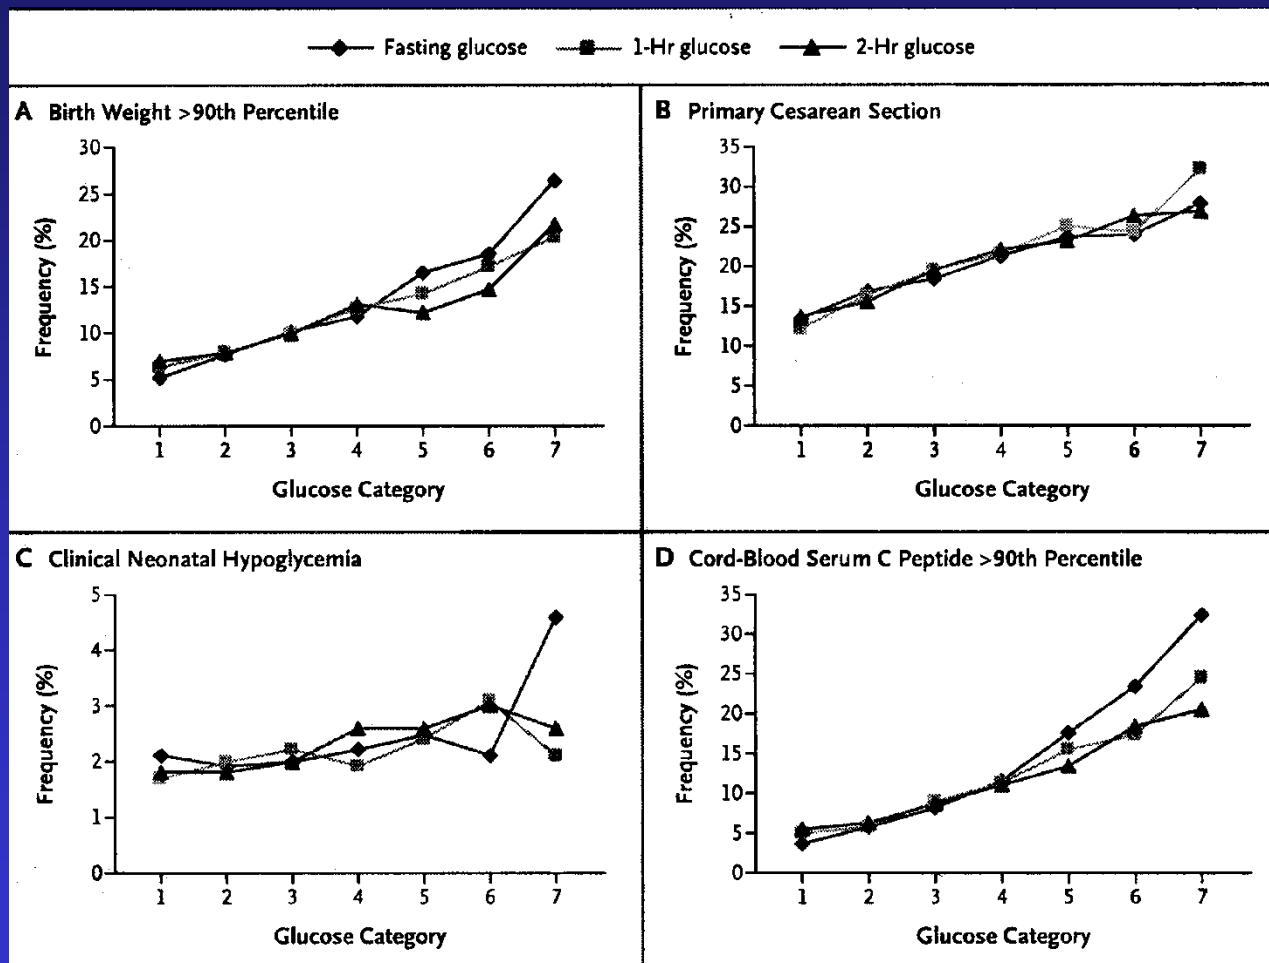 Fasting glucose 1-Hr glucose 2-Hr glucose
A Birth Weight >90th Percentile
30
25
20
15
10
5
0
Frequency (%)
1 2 3 4 5 6 7
Glucose Category
B Primary Cesarean Section
35
30
25
20
15
10
5
0
Frequency (%)
1 2 3 4 5 6 7
Glucose Category
C Clinical Neonatal Hypoglycemia
5
4
3
2
1
0
Frequency (%)
1 2 3 4 5 6 7
Glucose Category
D Cord-Blood Serum C Peptide >90th Percentile
35
30
25
20
15
10
5
0
Frequency (%)
1 2 3 4 5 6 7
Glucose Category